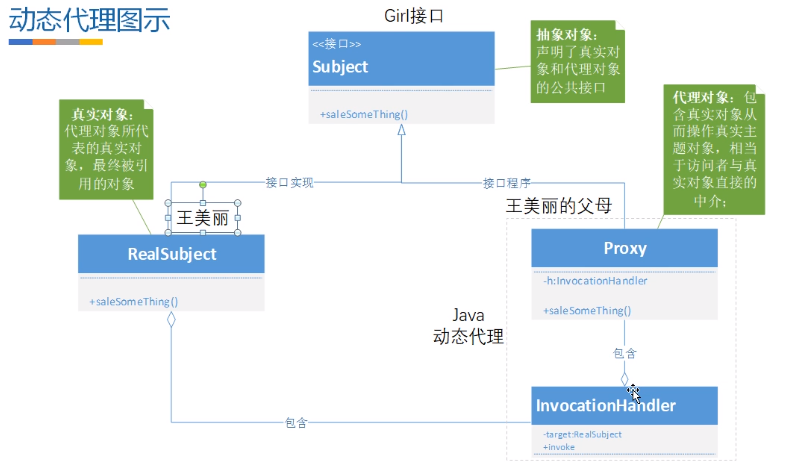 动态代理图示
Girl接口
<<接口>>
Subject
+saleSomeThing()
抽象对象：
声明了真实对
象和代理对象
的公共接口
代理对象：包
含真实对象从
而操作真实主
题对象，相当
于访问者与真
实对象直接的
中介;
真实对象：
代理对象所代
表的真实对
象，最终被引
用的对象
接口实现
接口程序
王美丽
王美丽的父母
RealSubject
+saleSomeThing()
Proxy
-h:InvocationHandler
+saleSomeThing()
Java
动态代理
包含
InvocationHandler
-target:RealSubject
+invoke
包含